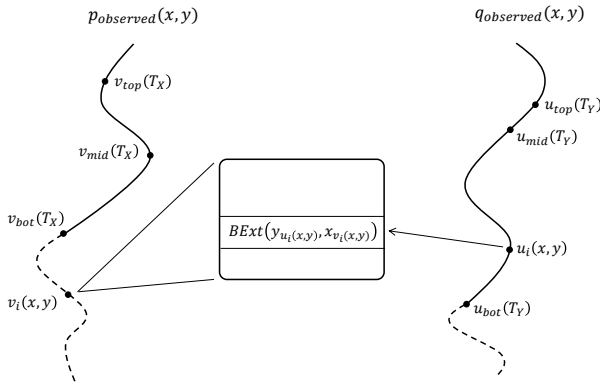 p_observed(x, y)
q_observed(x, y)
v_top(T_X)
u_top(T_Y)
u_mid(T_Y)
v_mid(T_X)
v_bot(T_X)
BExt(y_{u_i(x,y)}, x_{v_i(x,y)})
u_i(x, y)
v_i(x, y)
u_bot(T_Y)